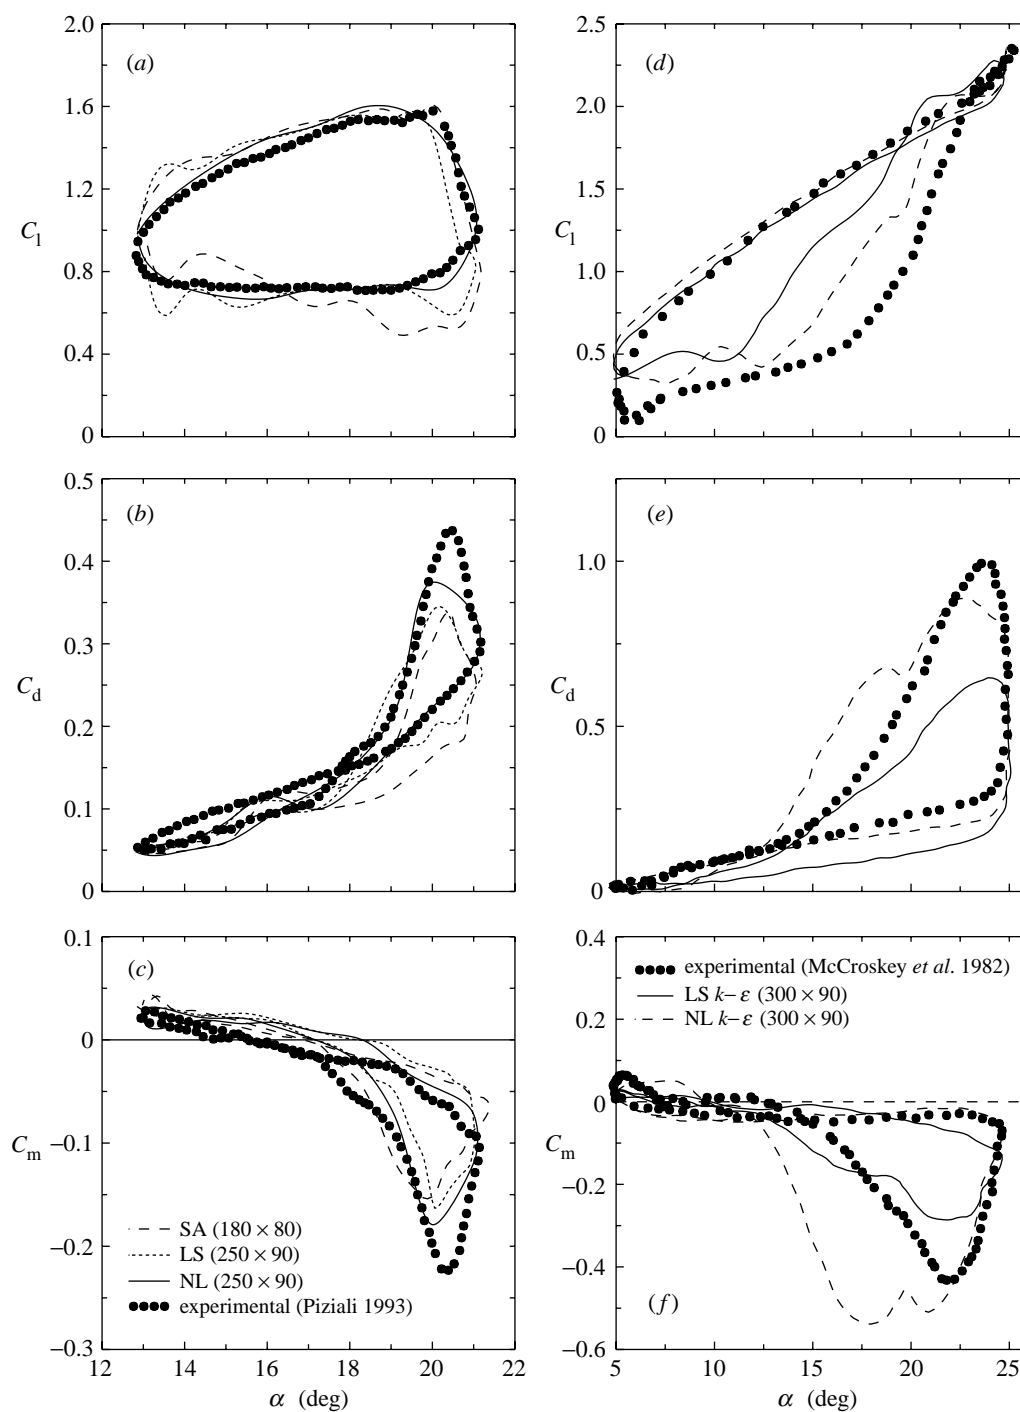 2.0
1.6
1.2
0.8
0.4
0
C_l
(a)
2.5
2.0
1.5
1.0
0.5
0
C_l
(d)
0.5
0.4
0.3
0.2
0.1
0
C_d
(b)
1.0
0.5
0
C_d
(e)
0.1
0
−0.1
−0.2
−0.3
C_m
(c)
SA (180 × 80)
LS (250 × 90)
NL (250 × 90)
experimental (Piziali 1993)
12 14 16 18 20 22
α (deg)
0.4
0.2
0
−0.2
−0.4
−0.6
C_m
experimental (McCroskey et al. 1982)
LS k– ε (300 × 90)
NL k– ε (300 × 90)
(f)
5 10 15 20 25
α (deg)